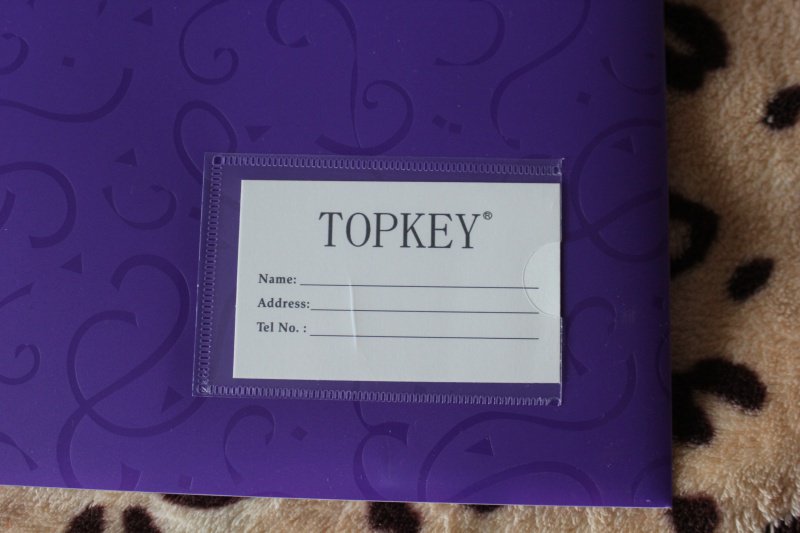 TOPKEY®
Name:
Address:
Tel No. :